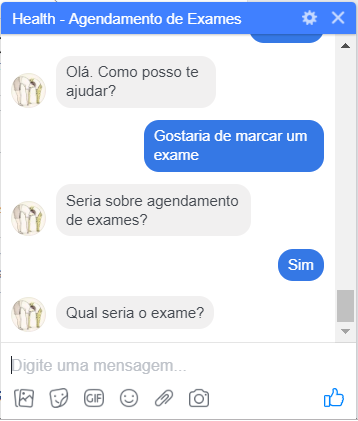 Health - Agendamento de Exames
Olá. Como posso te
ajudar?
Gostaria de marcar um
exame
Seria sobre agendamento
de exames?
Sim
Qual seria o exame?
Digite uma mensagem...
GIF